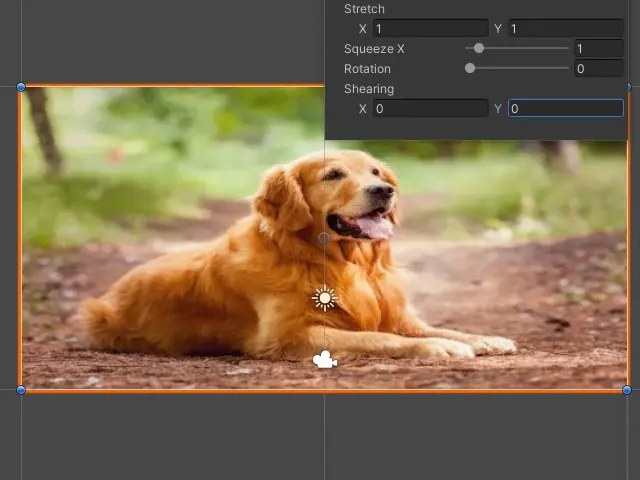 Stretch
X 1 Y 1
Squeeze X 1
Rotation 0
Shearing
X 0 Y 0